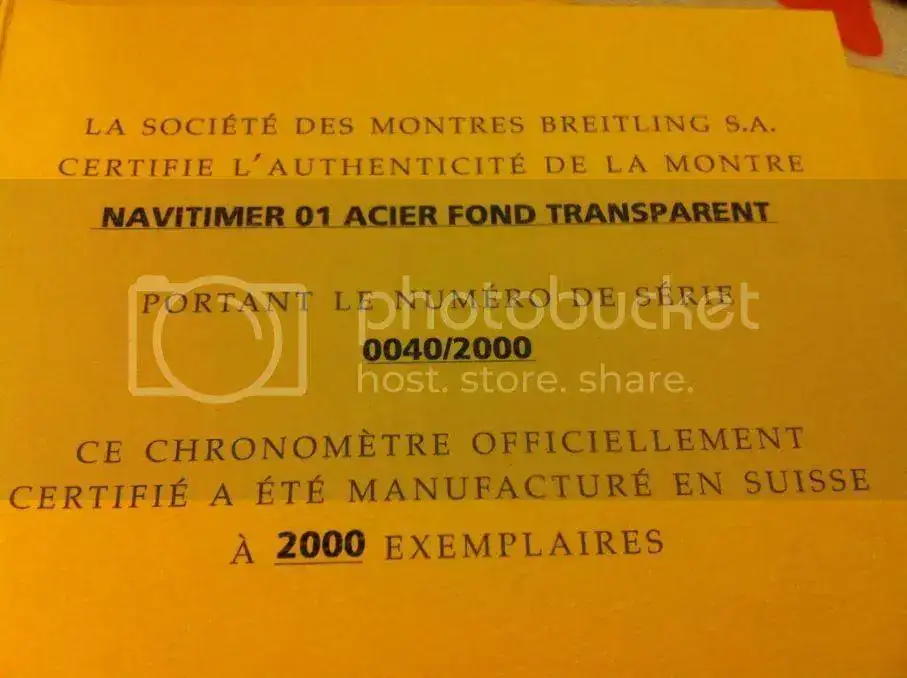 LA SOCIÉTÉ DES MONTRES BREITLING S.A.
CERTIFIE L'AUTHENTICITÉ DE LA MONTRE
NAVITIMER 01 ACIER FOND TRANSPARENT
PORTANT LE NUMÉRO DE SÉRIE
photobucket
0040/2000
host. store. share.
CE CHRONOMÈTRE OFFICIELLEMENT
CERTIFIÉ A ÉTÉ MANUFACTURÉ EN SUISSE
À 2000 EXEMPLAIRES